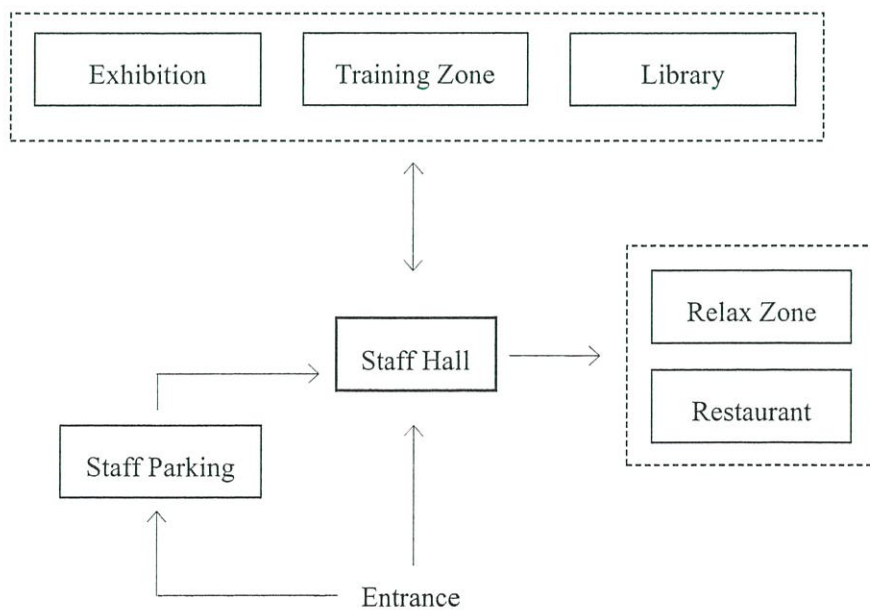 Exhibition
Training Zone
Library
Relax Zone
Staff Hall
Restaurant
Staff Parking
Entrance